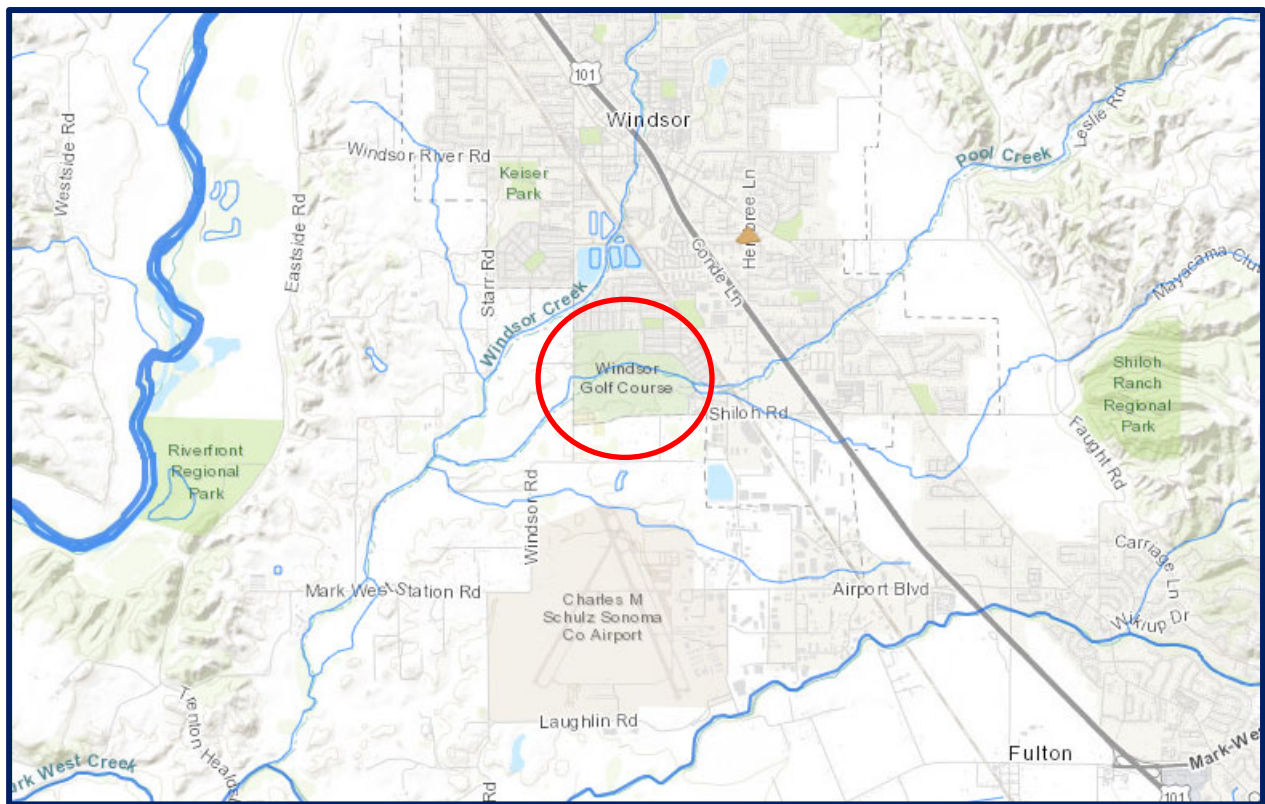 101
Windsor
Leslie Rd
Pool Creek
Westside Rd
Windsor River Rd
Keiser
Park
Eastside Rd
Starr Rd
Conde Ln
Windsor Creek
Windsor
Golf Course
Shiloh Rd
Shiloh
Ranch
Regional
Park
Faught Rd
Riverfront
Regional
Park
Windsor Rd
Carriage Ln
Mark West Station Rd
Airport Blvd
Wikiup Dr
Charles M
Schulz Sonoma
Co Airport
Laughlin Rd
Fulton
West Creek
Rd
101